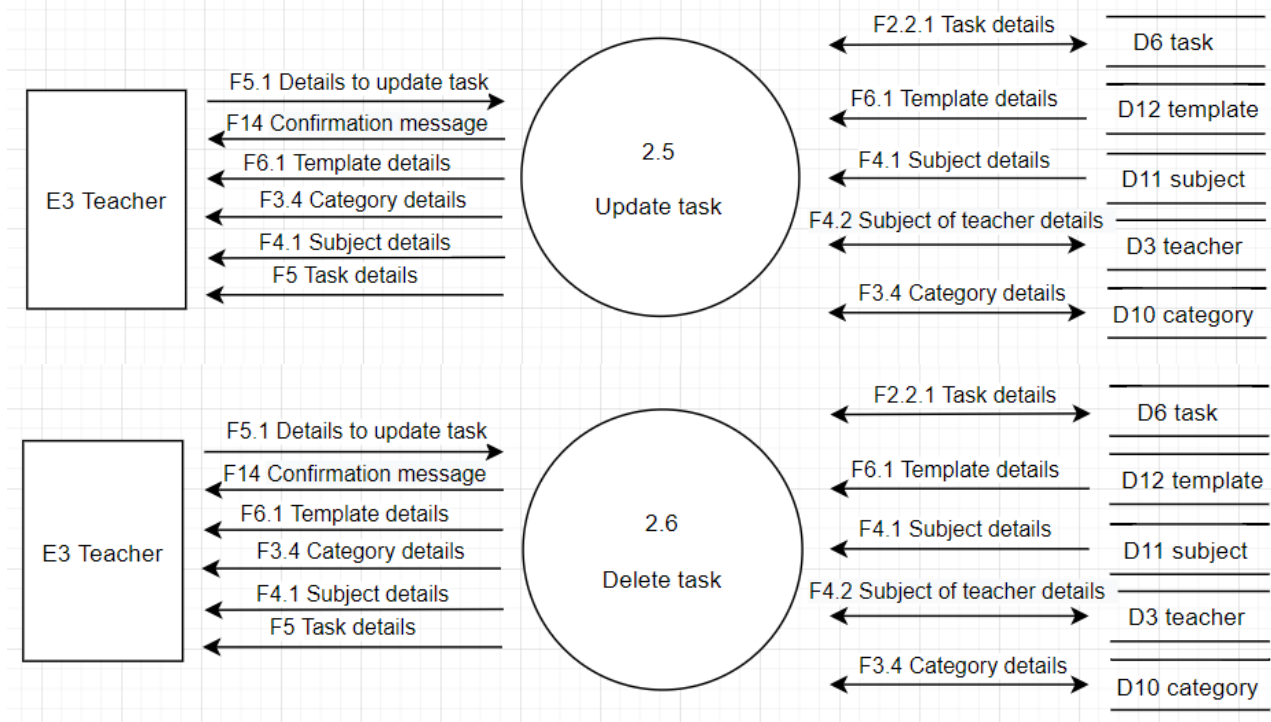 F2.2.1 Task details
D6 task
F5.1 Details to update task
F6.1 Template details
D12 template
F14 Confirmation message
2.5
F4.1 Subject details
F6.1 Template details
D11 subject
E3 Teacher
F3.4 Category details
Update task
F4.2 Subject of teacher details
D3 teacher
F4.1 Subject details
F5 Task details
F3.4 Category details
D10 category
F2.2.1 Task details
D6 task
F5.1 Details to update task
F14 Confirmation message
F6.1 Template details
D12 template
F6.1 Template details
2.6
F4.1 Subject details
E3 Teacher
F3.4 Category details
D11 subject
Delete task
F4.1 Subject details
F4.2 Subject of teacher details
D3 teacher
F5 Task details
F3.4 Category details
D10 category